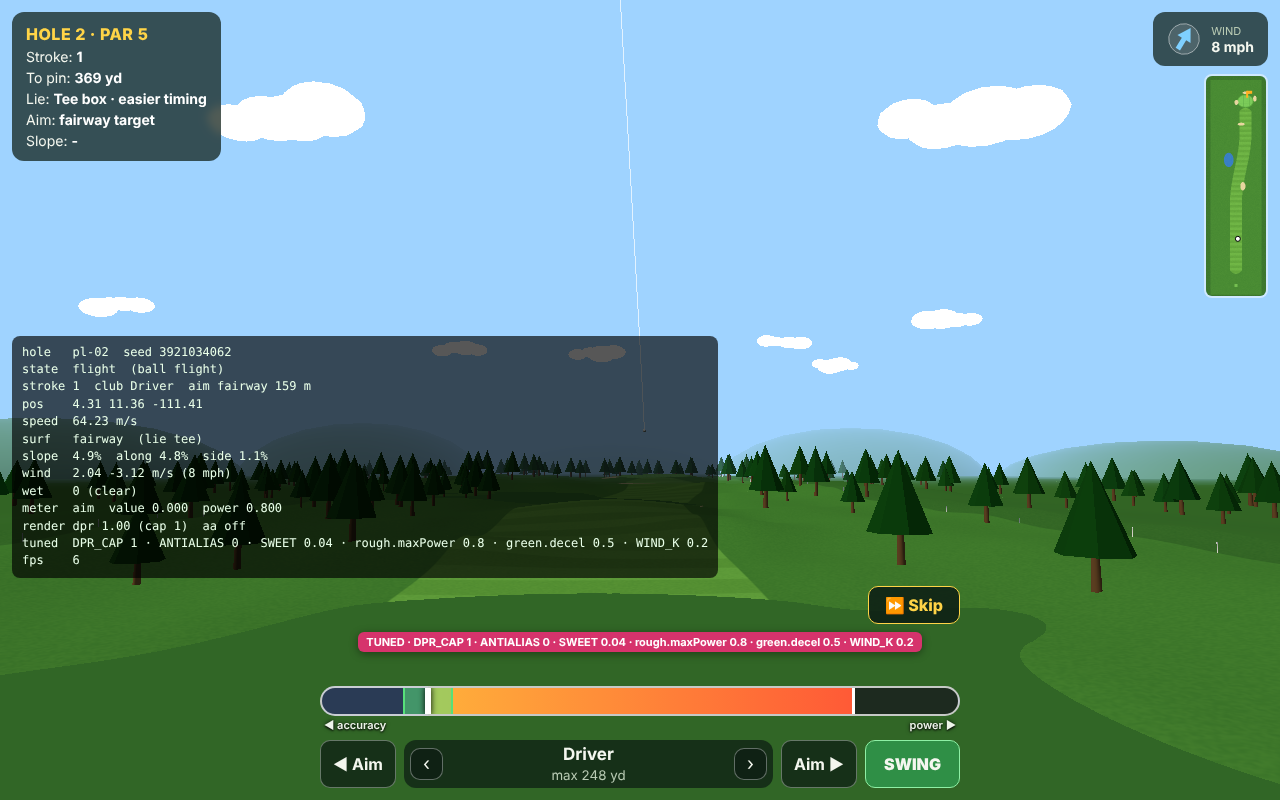 HOLE 2 · PAR 5
Stroke: 1
To pin: 369 yd
Lie: Tee box · easier timing
Aim: fairway target
Slope: -
WIND
8 mph
hole pl-02 seed 3921034062
state flight (ball flight)
stroke 1 club Driver aim fairway 159 m
pos 4.31 11.36 -111.41
speed 64.23 m/s
surf fairway (lie tee)
slope 4.9% along 4.8% side 1.1%
wind 2.04 -3.12 m/s (8 mph)
wet 0 (clear)
meter aim value 0.000 power 0.800
render dpr 1.00 (cap 1) aa off
tuned DPR_CAP 1 · ANTIALIAS 0 · SWEET 0.04 · rough.maxPower 0.8 · green.decel 0.5 · WIND_K 0.2
fps 6
⏩ Skip
TUNED · DPR_CAP 1 · ANTIALIAS 0 · SWEET 0.04 · rough.maxPower 0.8 · green.decel 0.5 · WIND_K 0.2
◀ accuracy power ▶
◀ Aim ‹ Driver › Aim ▶ SWING
max 248 yd